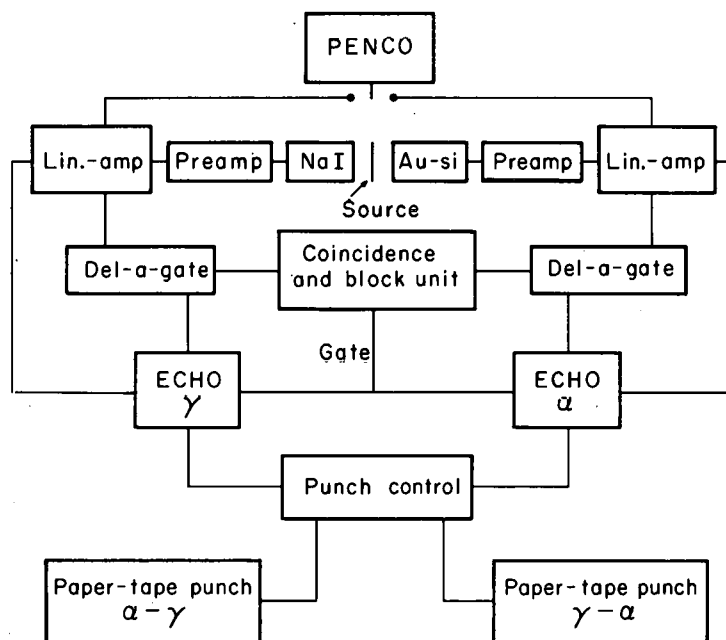 PENCO
Lin.-amp
Preamp
NaI
Au-si
Preamp
Lin.-amp
Source
Del-a-gate
Coincidence
and block unit
Del-a-gate
Gate
ECHO
γ
ECHO
α
Punch control
Paper-tape punch
α-γ
Paper-tape punch
γ-α